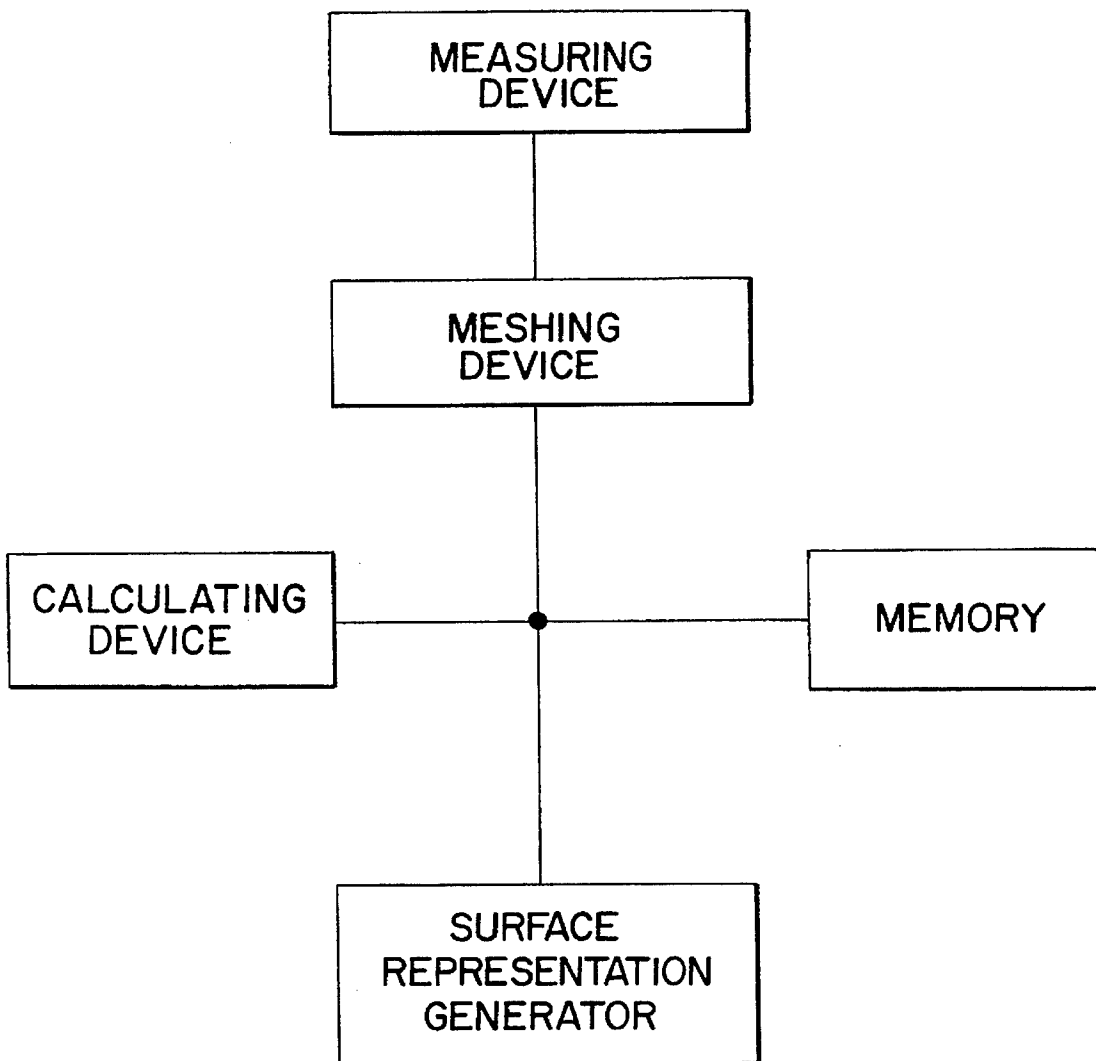 MEASURING
DEVICE
MESHING
DEVICE
CALCULATING
DEVICE
MEMORY
SURFACE
REPRESENTATION
GENERATOR